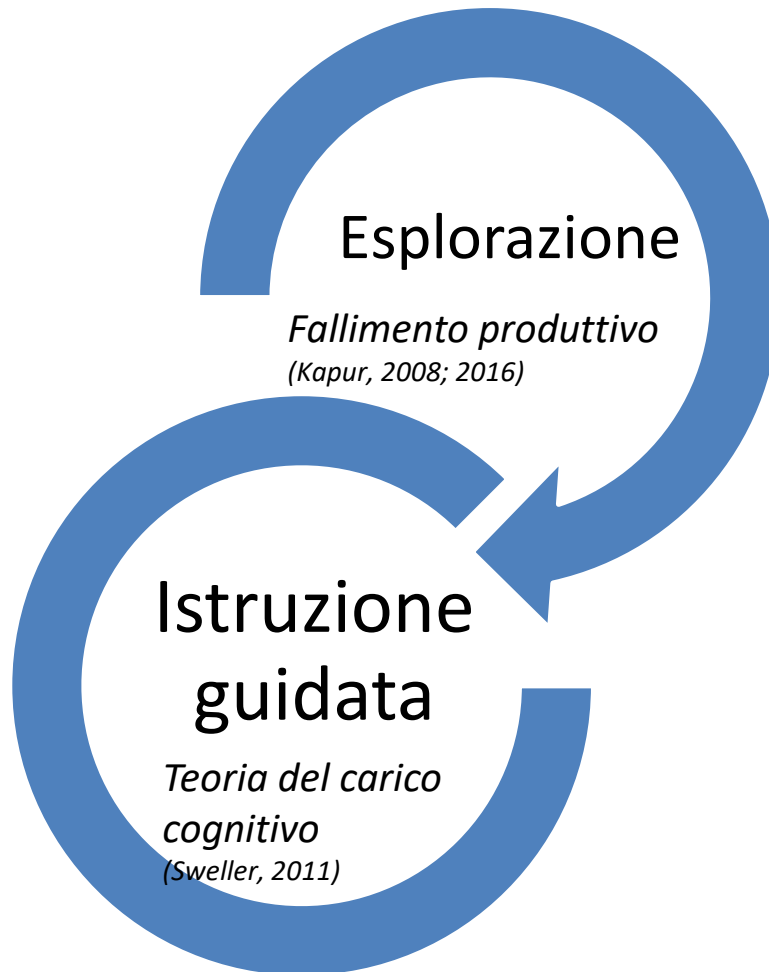 Esplorazione
Fallimento produttivo
(Kapur, 2008; 2016)
Istruzione
guidata
Teoria del carico
cognitivo
(Sweller, 2011)